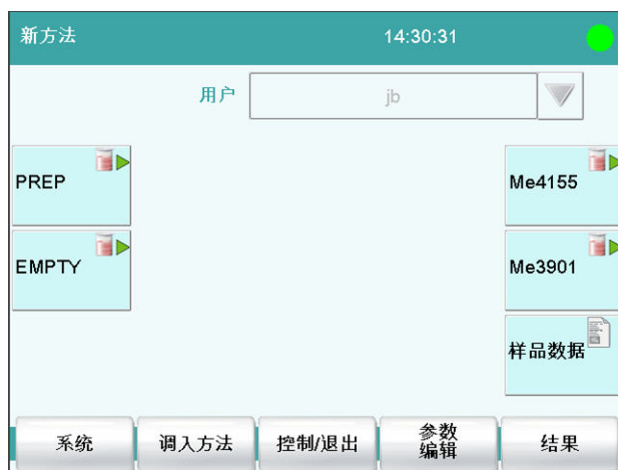 新方法
14:30:31
用户
jb
PREP
Me4155
EMPTY
Me3901
样品数据
系统
调入方法
控制/退出
参数
编辑
结果